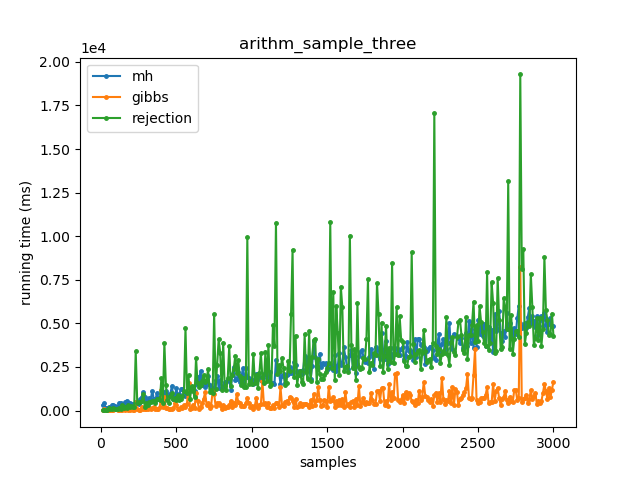 arithm_sample_three
1e4
2.00
1.75
1.50
1.25
1.00
0.75
0.50
0.25
0.00
running time (ms)
mh
gibbs
rejection
0 500 1000 1500 2000 2500 3000
samples